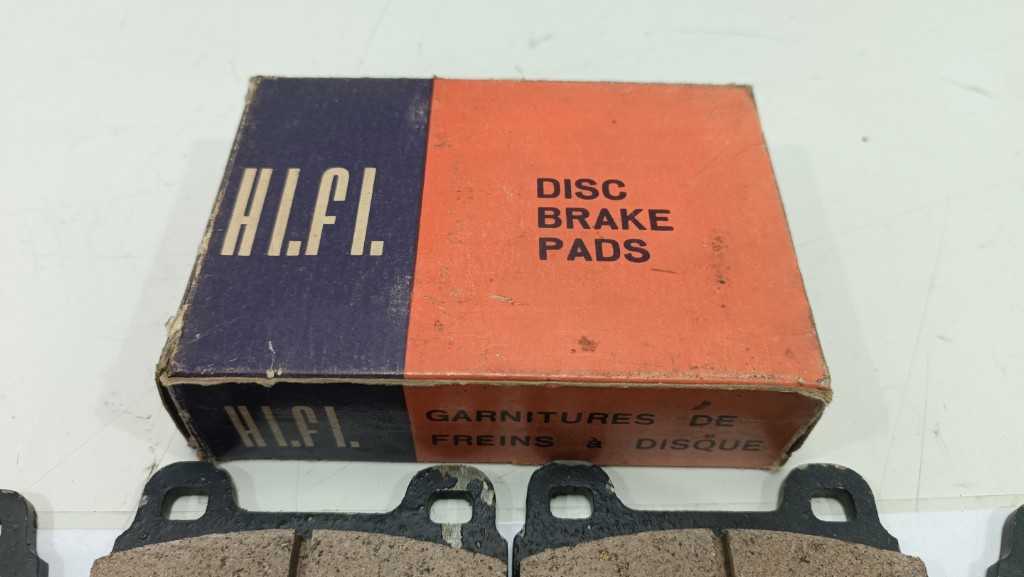 HI.FI.
DISC
BRAKE
PADS
HI.FI.
GARNITURES DE
FREINS à DISQUE